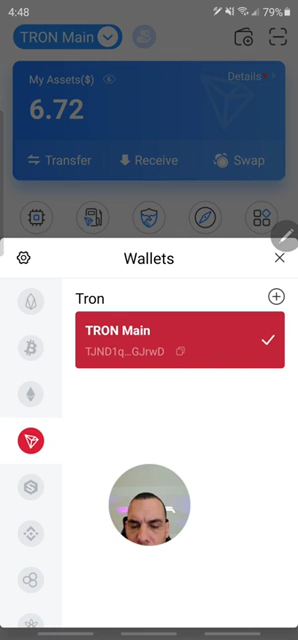 4:48
79%
TRON Main
My Assets($)
Details
6.72
Transfer
Receive
Swap
Wallets
Tron
TRON Main
TJND1q...GJrwD